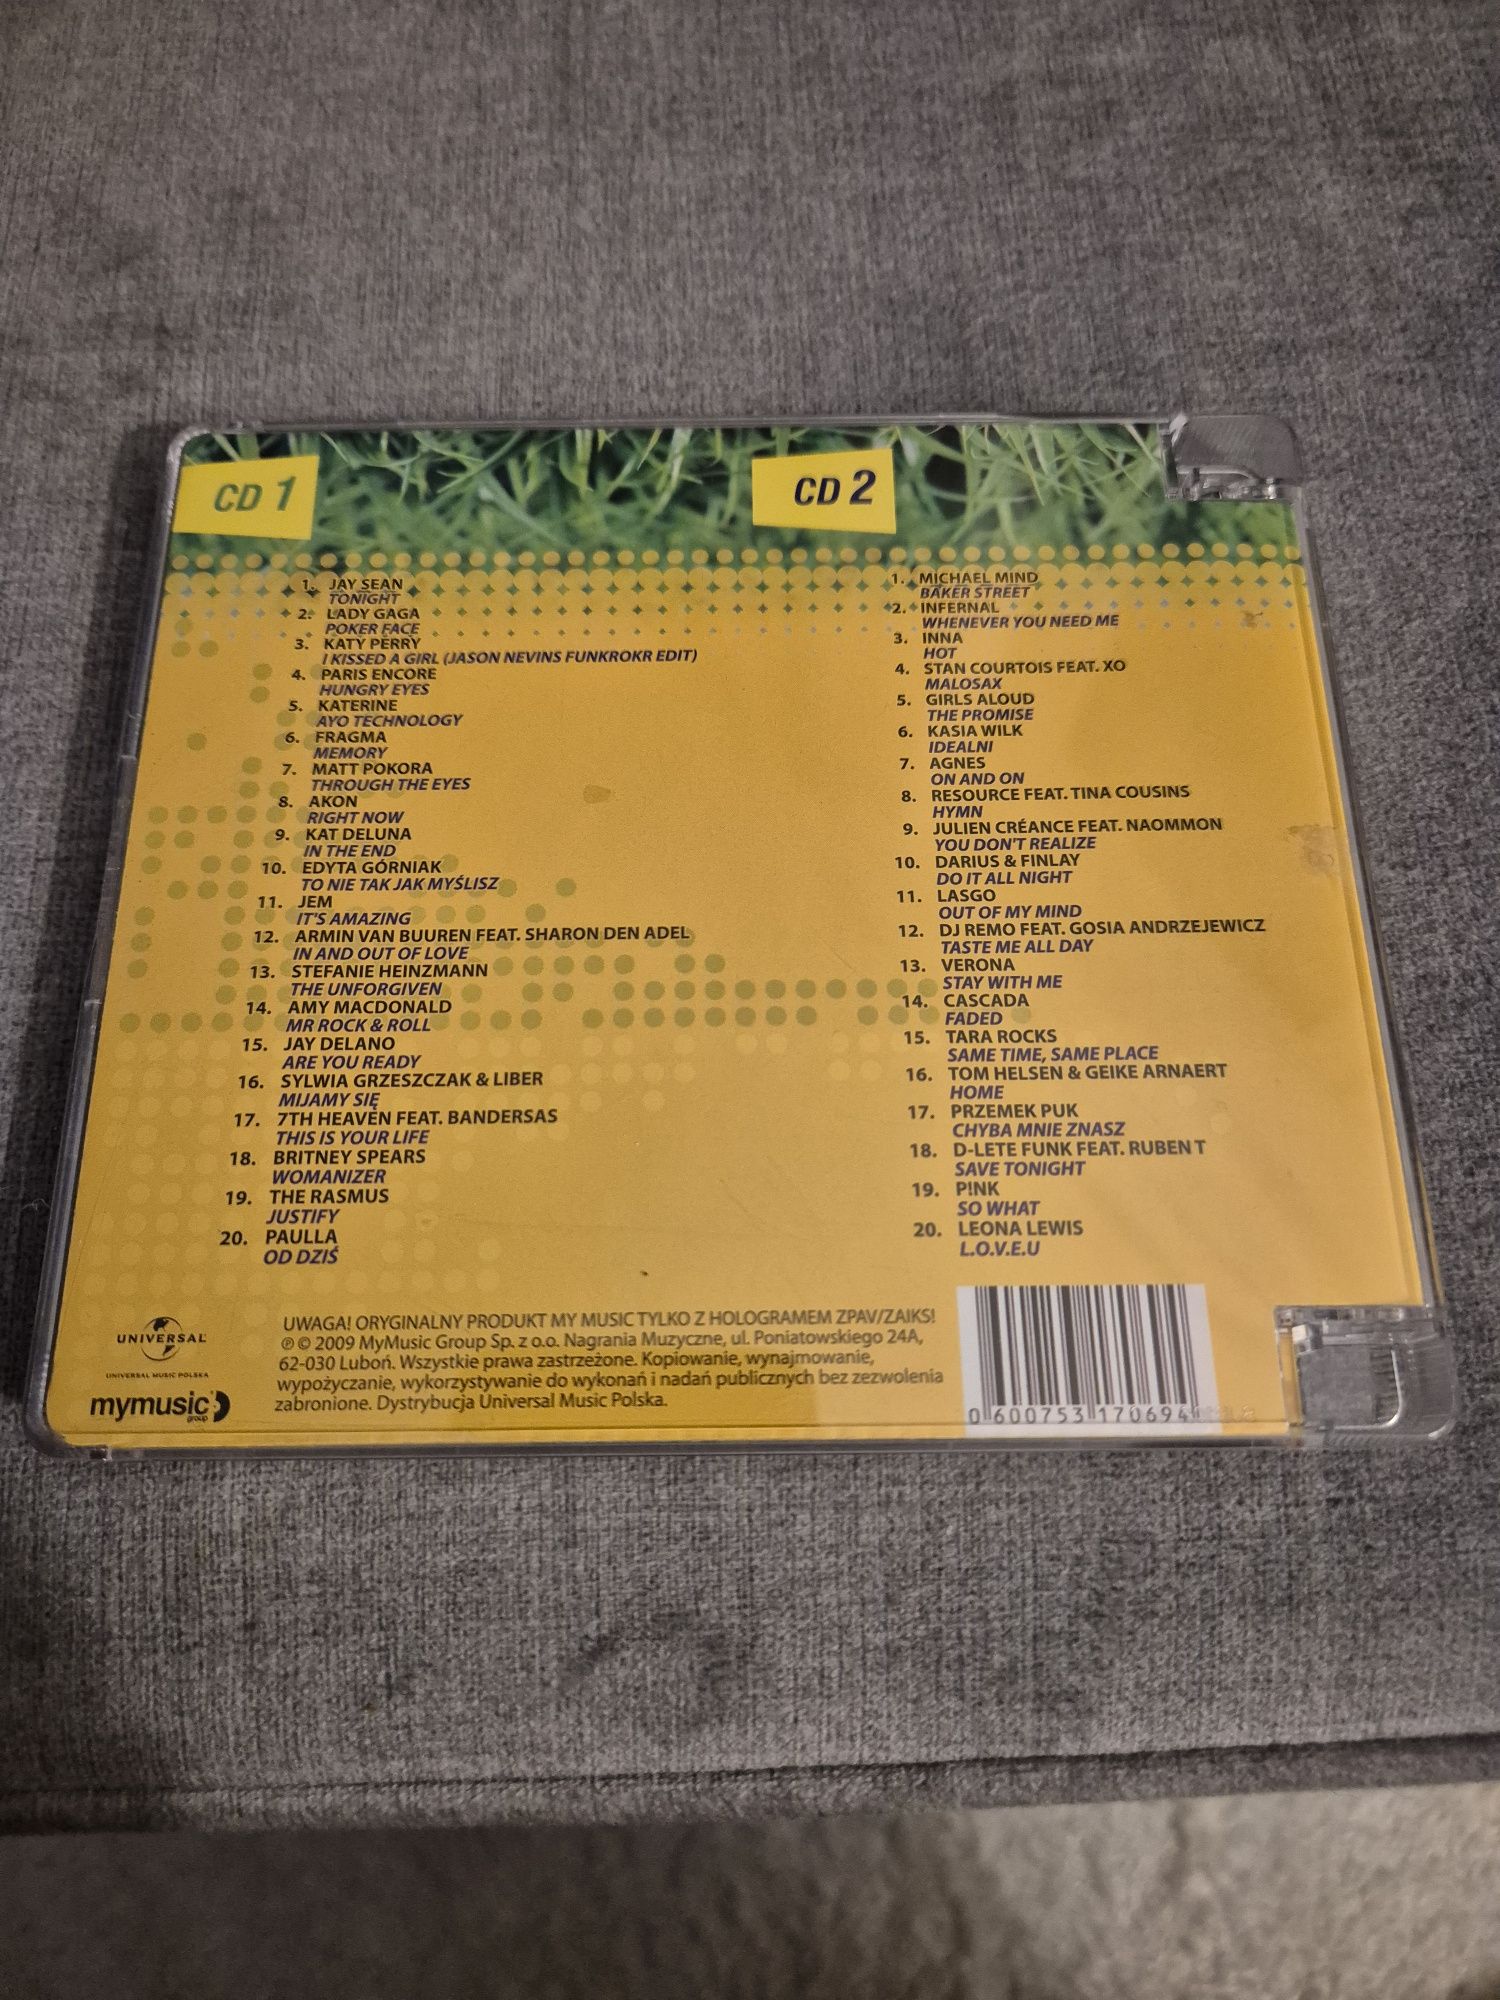 CD 1
1. JAY SEAN
TONIGHT
2. LADY GAGA
POKER FACE
3. KATY PERRY
I KISSED A GIRL (JASON NEVINS FUNKROKR EDIT)
4. PARIS ENCORE
HUNGRY EYES
5. KATERINE
AYO TECHNOLOGY
6. FRAGMA
MEMORY
7. MATT POKORA
THROUGH THE EYES
8. AKON
RIGHT NOW
9. KAT DELUNA
IN THE END
10. EDYTA GÓRNIAK
TO NIE TAK JAK MYŚLISZ
11. JEM
IT'S AMAZING
12. ARMIN VAN BUUREN FEAT. SHARON DEN ADEL
IN AND OUT OF LOVE
13. STEFANIE HEINZMANN
THE UNFORGIVEN
14. AMY MACDONALD
MR ROCK & ROLL
15. JAY DELANO
ARE YOU READY
16. SYLWIA GRZESZCZAK & LIBER
MIJAMY SIĘ
17. 7TH HEAVEN FEAT. BANDERSAS
THIS IS YOUR LIFE
18. BRITNEY SPEARS
WOMANIZER
19. THE RASMUS
JUSTIFY
20. PAULLA
OD DZIŚ
CD 2
1. MICHAEL MIND
BAKER STREET
2. INFERNAL
WHENEVER YOU NEED ME
3. INNA
HOT
4. STAN COURTOIS FEAT. XO
MALOSAX
5. GIRLS ALOUD
THE PROMISE
6. KASIA WILK
IDEALNI
7. AGNES
ON AND ON
8. RESOURCE FEAT. TINA COUSINS
HYMN
9. JULIEN CRÉANCE FEAT. NAOMMON
YOU DON'T REALIZE
10. DARIUS & FINLAY
DO IT ALL NIGHT
11. LASGO
OUT OF MY MIND
12. DJ REMO FEAT. GOSIA ANDRZEJEWICZ
TASTE ME ALL DAY
13. VERONA
STAY WITH ME
14. CASCADA
FADED
15. TARA ROCKS
SAME TIME, SAME PLACE
16. TOM HELSEN & GEIKE ARNAERT
HOME
17. PRZEMEK PUK
CHYBA MNIE ZNASZ
18. D-LETE FUNK FEAT. RUBEN T
SAVE TONIGHT
19. P!NK
SO WHAT
20. LEONA LEWIS
L.O.V.E.U
UNIVERSAL
UNIVERSAL MUSIC POLSKA
mymusic
group
UWAGA! ORYGINALNY PRODUKT MY MUSIC TYLKO Z HOLOGRAMEM ZPAV/ZAIKS!
℗ © 2009 MyMusic Group Sp. z o.o. Nagrania Muzyczne, ul. Poniatowskiego 24A,
62-030 Luboń. Wszystkie prawa zastrzeżone. Kopiowanie, wynajmowanie,
wypożyczanie, wykorzystywanie do wykonań i nadań publicznych bez zezwolenia
zabronione. Dystrybucja Universal Music Polska.
0 600753 170694